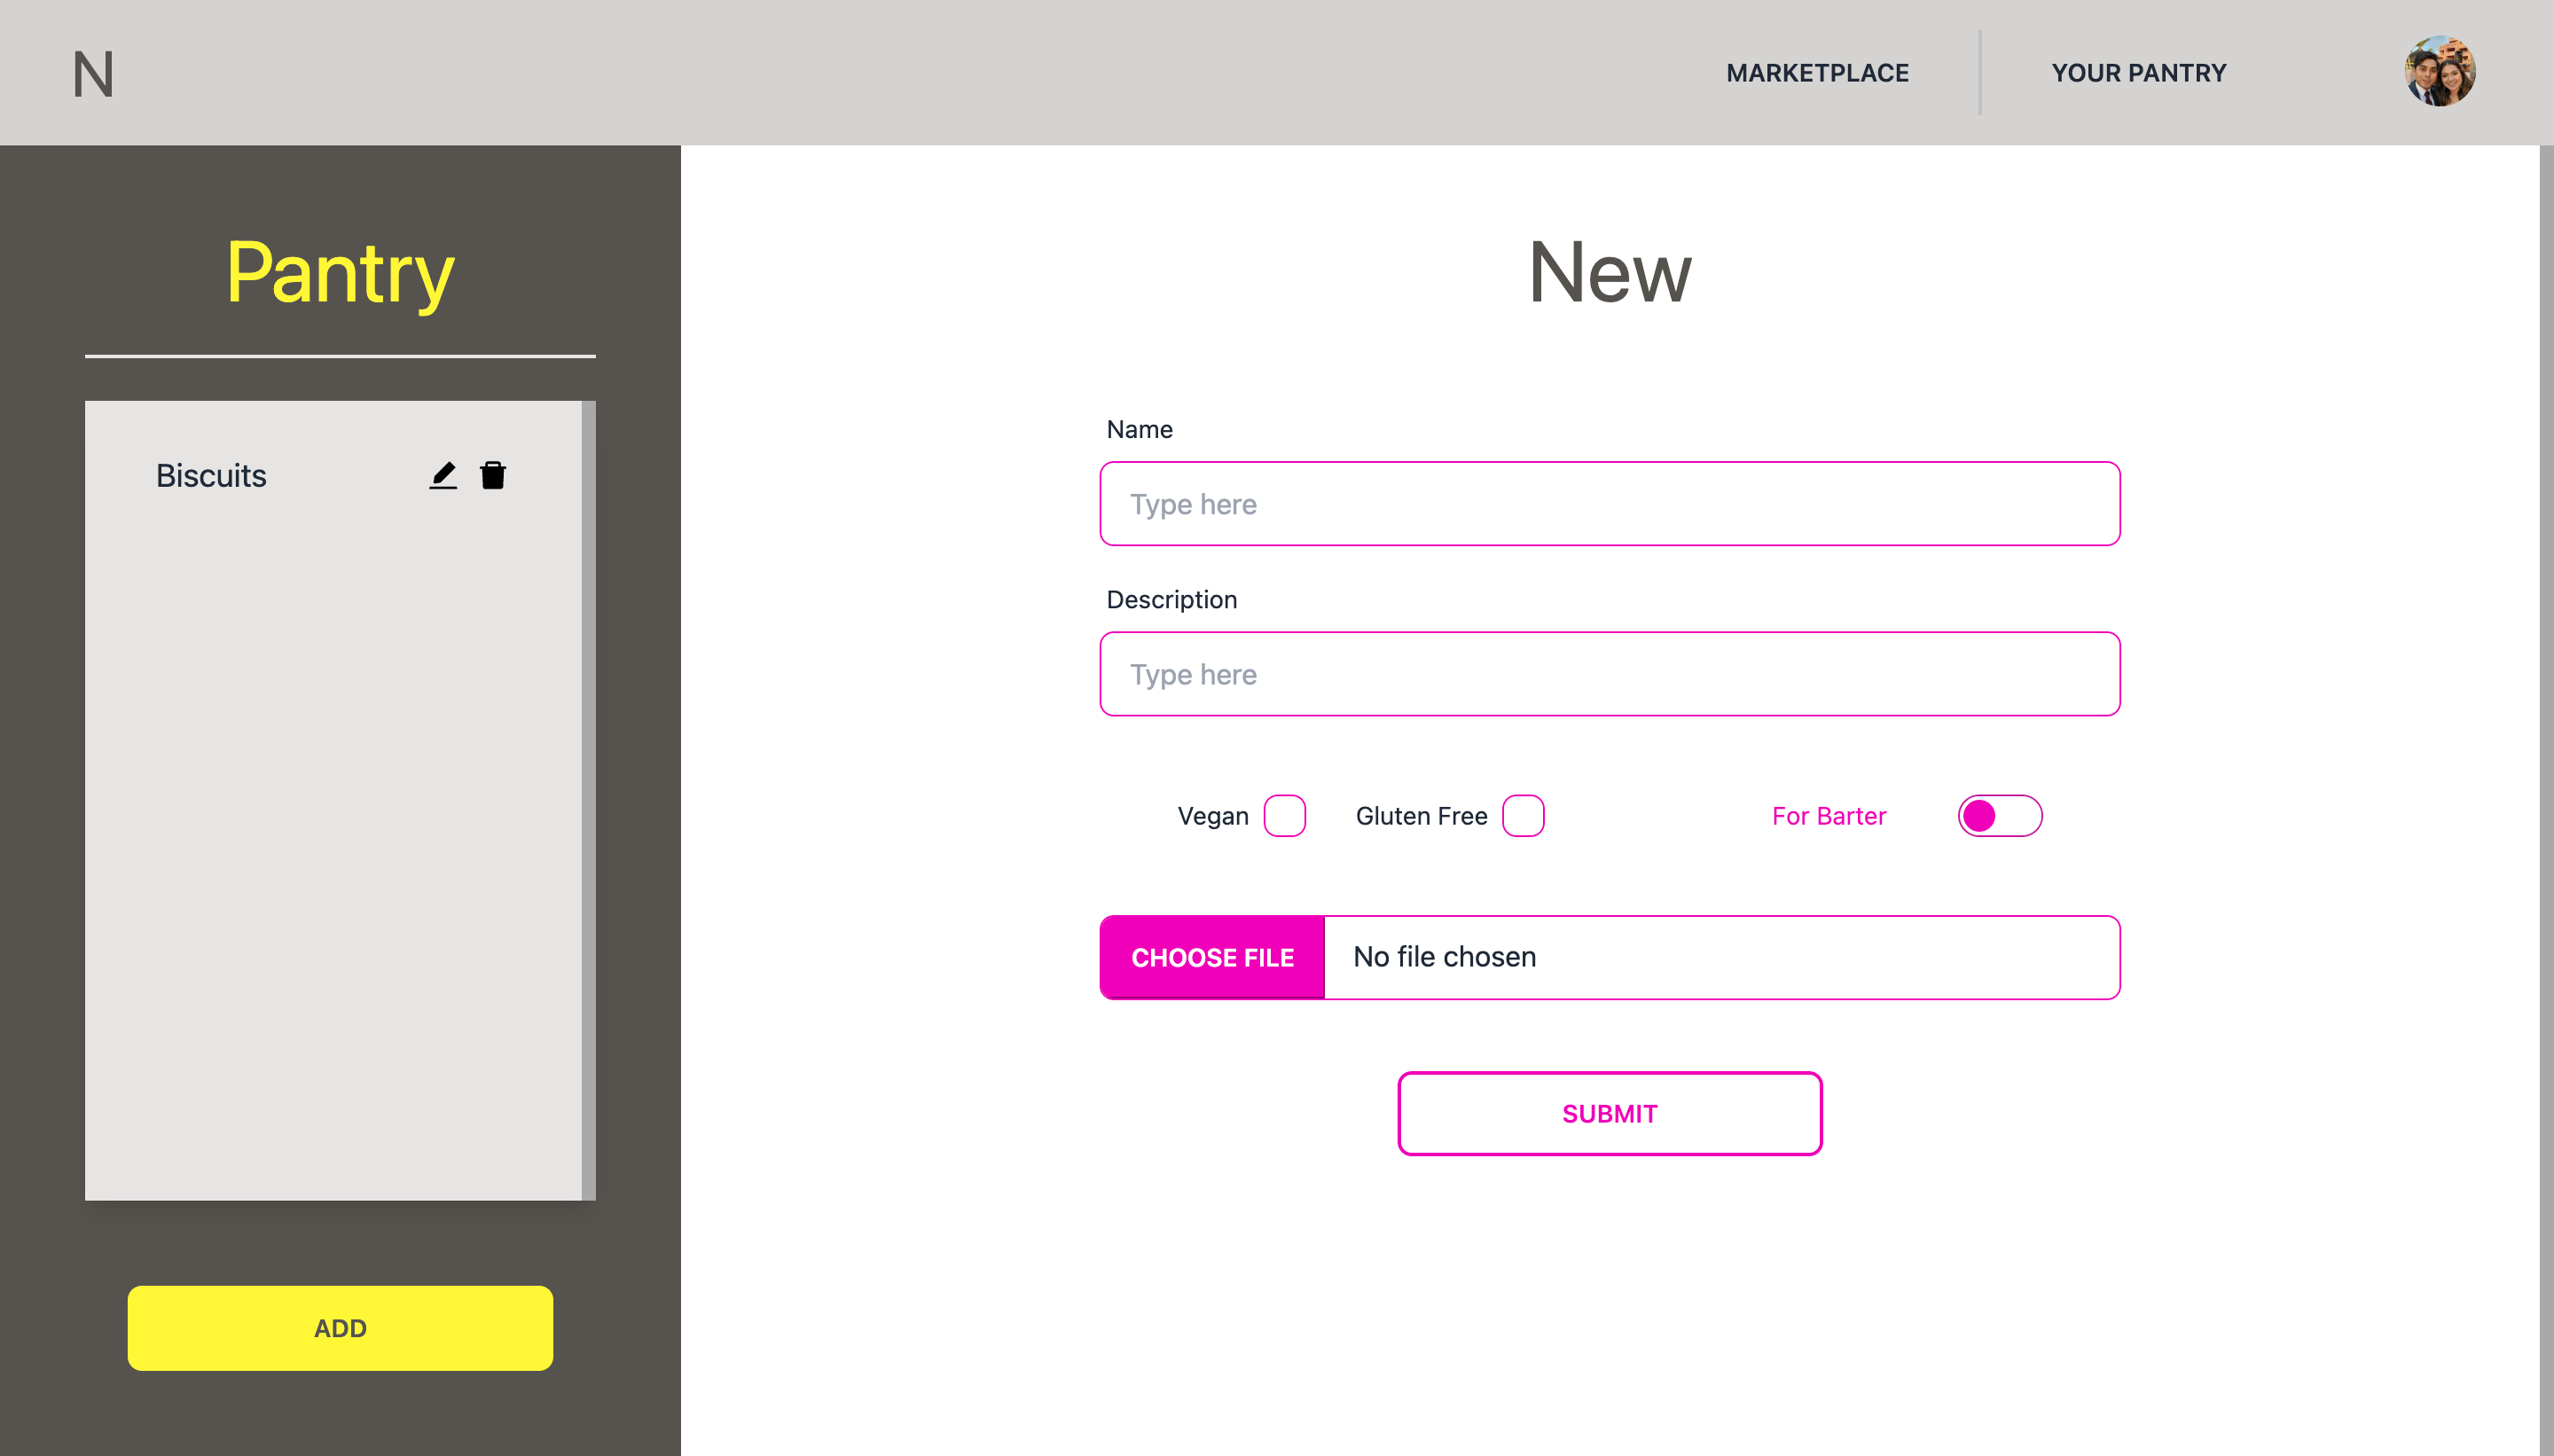 N
MARKETPLACE
YOUR PANTRY
Pantry
Biscuits
ADD
New
Name
Type here
Description
Type here
Vegan
Gluten Free
For Barter
CHOOSE FILE
No file chosen
SUBMIT